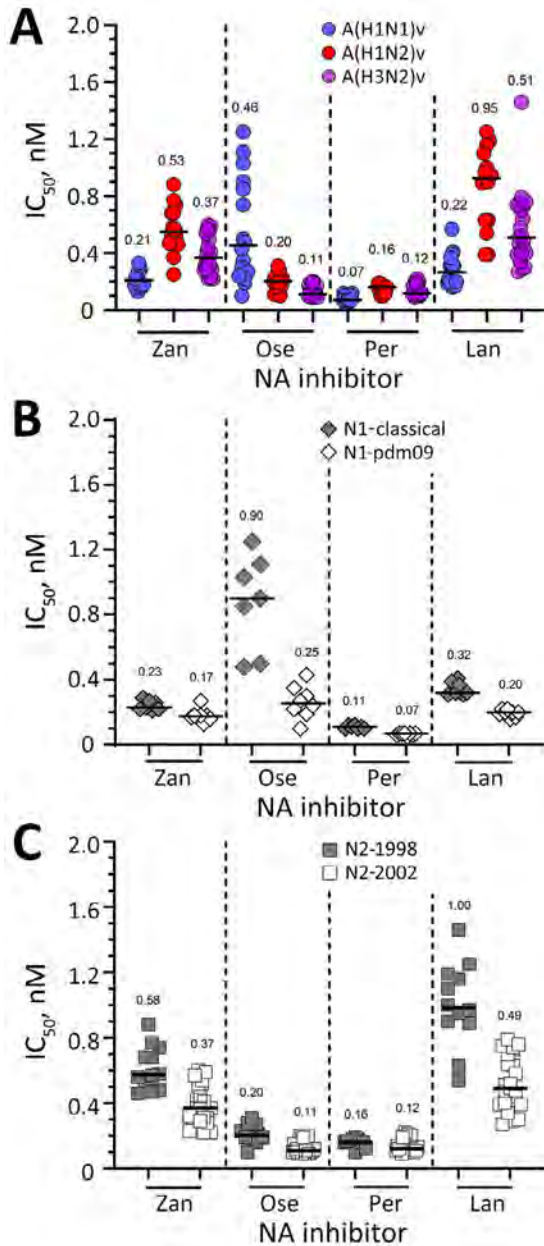 A
2.0
1.6
1.2
0.8
0.4
0
IC50, nM
A(H1N1)v
A(H1N2)v
A(H3N2)v
0.21
0.53
0.37
0.46
0.20
0.11
0.07
0.16
0.12
0.22
0.95
0.51
Zan Ose Per Lan
NA inhibitor
B
2.0
1.6
1.2
0.8
0.4
0
IC50, nM
N1-classical
N1-pdm09
0.23
0.17
0.90
0.25
0.11
0.07
0.32
0.20
Zan Ose Per Lan
NA inhibitor
C
2.0
1.6
1.2
0.8
0.4
0
IC50, nM
N2-1998
N2-2002
0.58
0.37
0.20
0.11
0.16
0.12
1.00
0.49
Zan Ose Per Lan
NA inhibitor